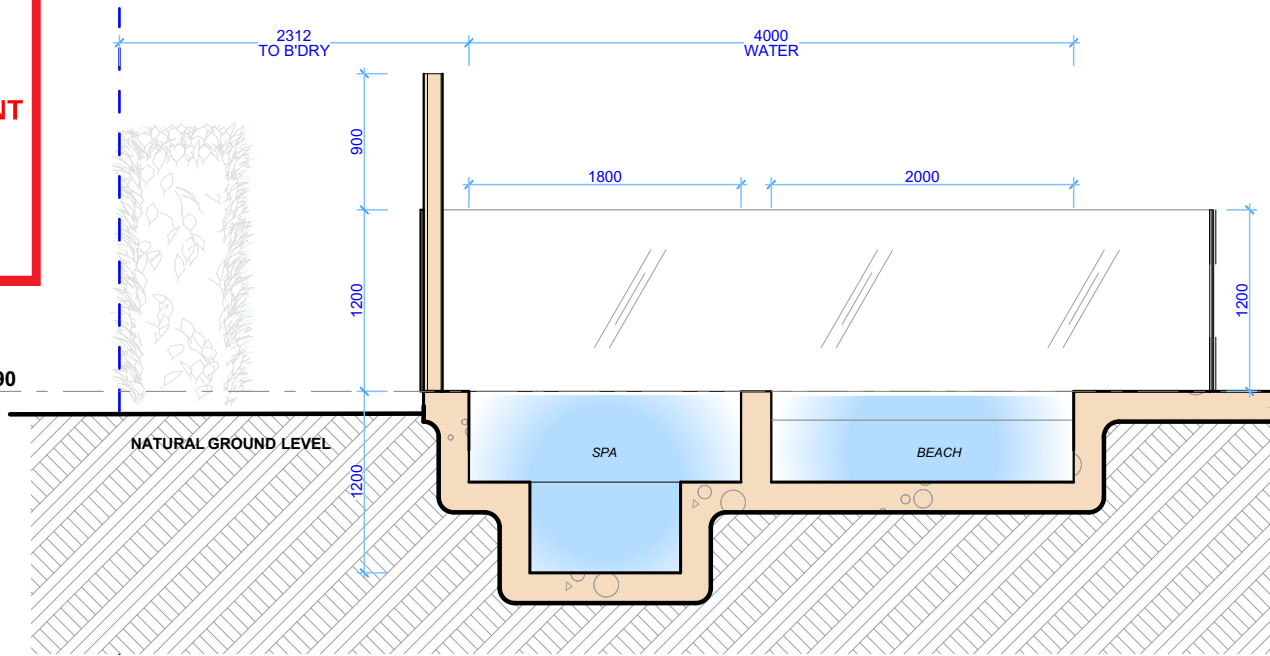 NT
2312
TO B'DRY
4000
WATER
900
1800
2000
1200
1200
90
NATURAL GROUND LEVEL
SPA
BEACH
1200